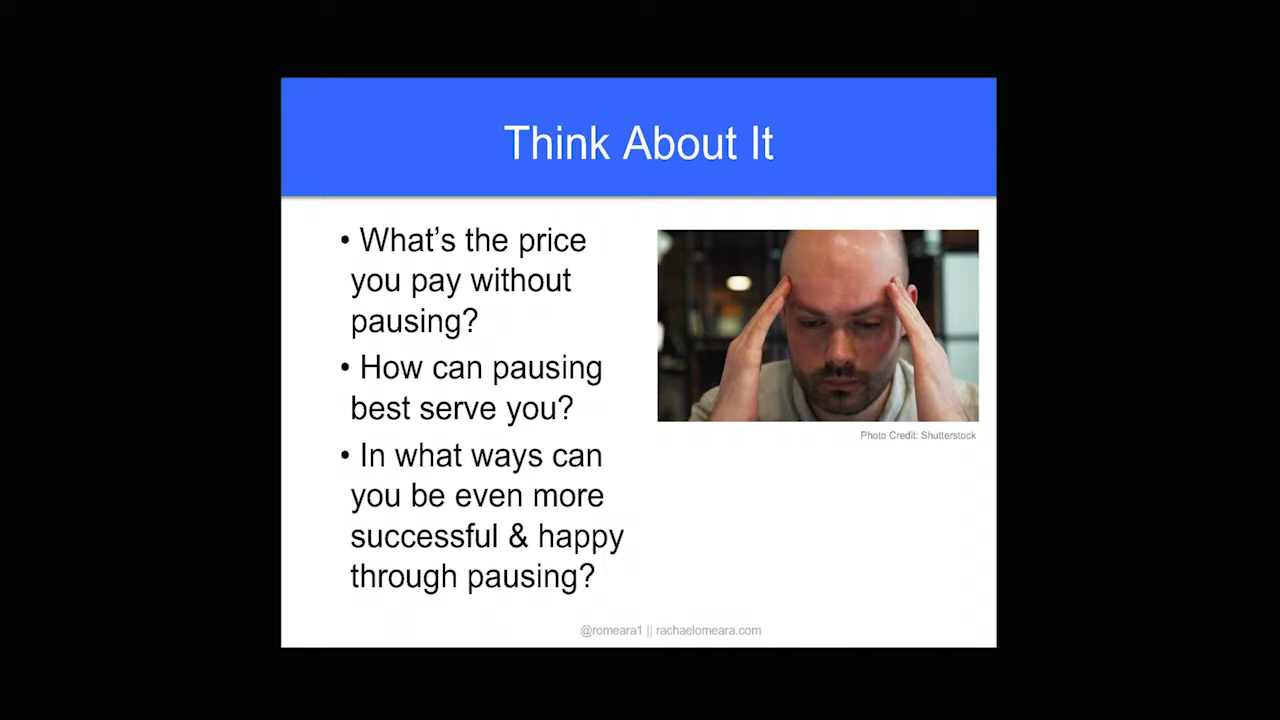 Think About It
• What’s the price
you pay without
pausing?
• How can pausing
best serve you?
• In what ways can
you be even more
successful & happy
through pausing?
Photo Credit: Shutterstock
@romeara1 || rachaelomeara.com